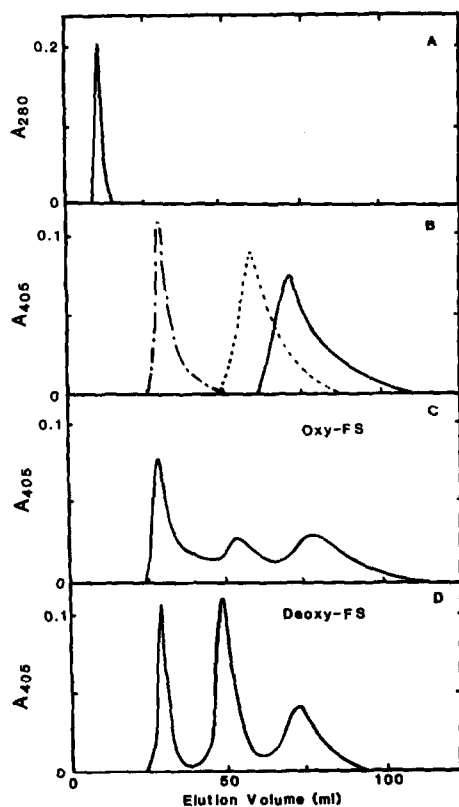 A
0.2
A280
0
B
0.1
A405
0
C
Oxy-FS
0.1
A405
0
D
Deoxy-FS
0.1
A405
0
0 50 100
Elution Volume (ml)